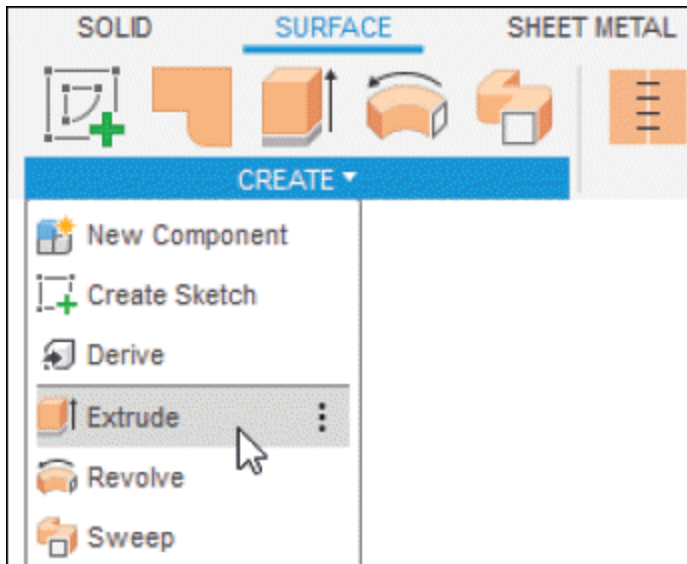 SOLID SURFACE SHEET METAL
CREATE
New Component
Create Sketch
Derive
Extrude
Revolve
Sweep